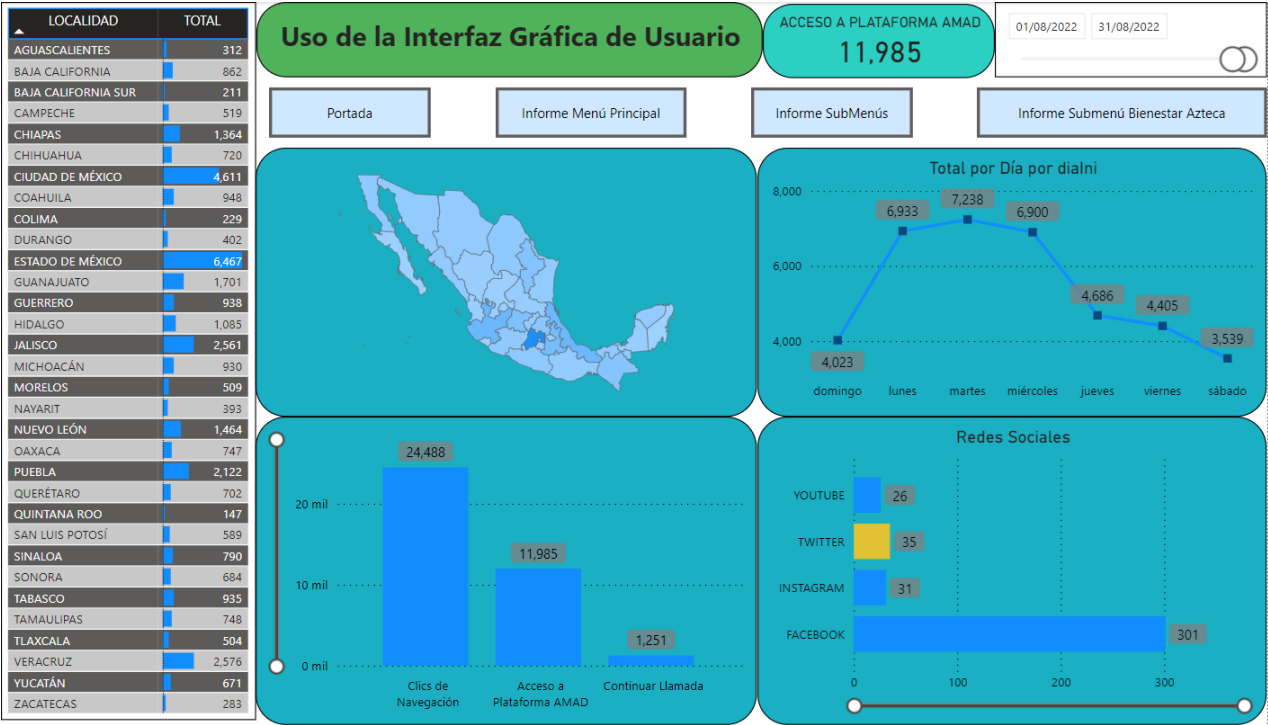 LOCALIDAD TOTAL
AGUASCALIENTES 312
BAJA CALIFORNIA 862
BAJA CALIFORNIA SUR 211
CAMPECHE 519
CHIAPAS 1,364
CHIHUAHUA 720
CIUDAD DE MÉXICO 4,611
COAHUILA 948
COLIMA 229
DURANGO 402
ESTADO DE MÉXICO 6,467
GUANAJUATO 1,701
GUERRERO 938
HIDALGO 1,085
JALISCO 2,561
MICHOACÁN 930
MORELOS 509
NAYARIT 393
NUEVO LEÓN 1,464
OAXACA 747
PUEBLA 2,122
QUERÉTARO 702
QUINTANA ROO 147
SAN LUIS POTOSÍ 589
SINALOA 790
SONORA 684
TABASCO 935
TAMAULIPAS 748
TLAXCALA 504
VERACRUZ 2,576
YUCATÁN 671
ZACATECAS 283
Uso de la Interfaz Gráfica de Usuario
ACCESO A PLATAFORMA AMAD
11,985
01/08/2022 31/08/2022
Portada
Informe Menú Principal
Informe SubMenús
Informe Submenú Bienestar Azteca
Total por Día por diaIni
8,000
6,000
4,000
4,023
6,933
7,238
6,900
4,686
4,405
3,539
domingo lunes martes miércoles jueves viernes sábado
20 mil
10 mil
0 mil
24,488
11,985
1,251
Clics de
Navegación
Acceso a
Plataforma AMAD
Continuar Llamada
Redes Sociales
YOUTUBE 26
TWITTER 35
INSTAGRAM 31
FACEBOOK 301
0 100 200 300